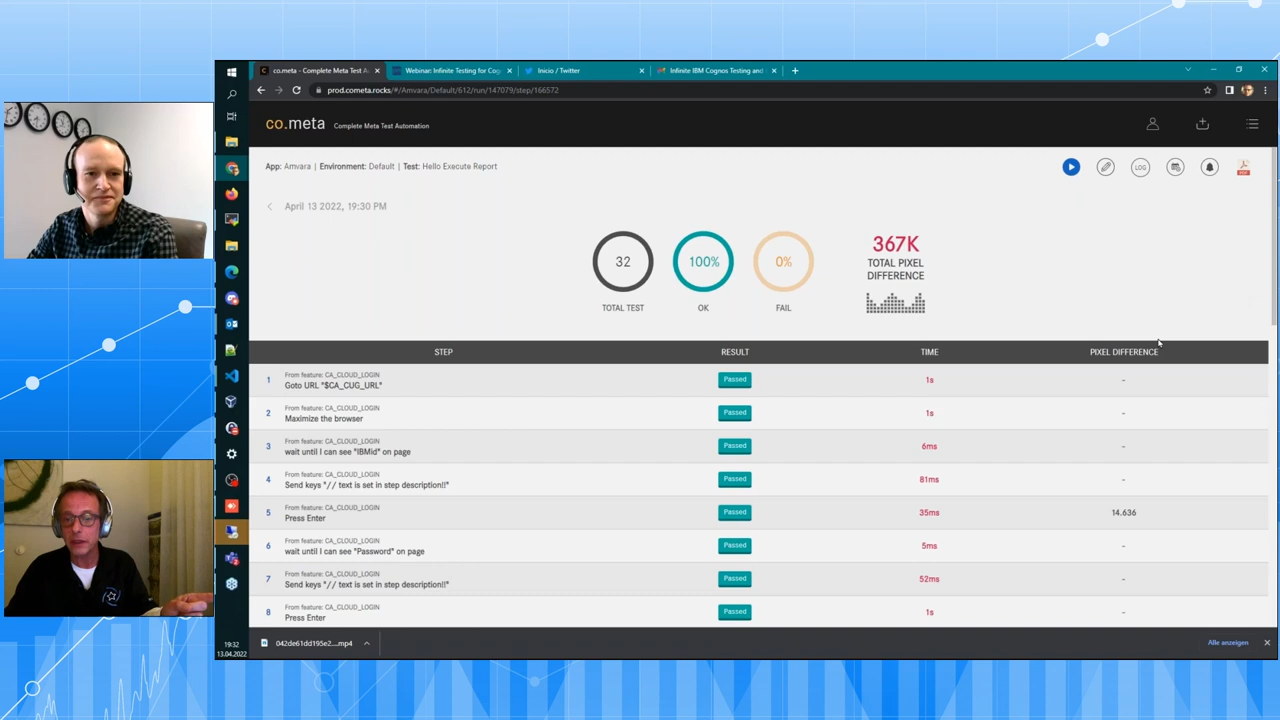 co.meta - Complete Meta Test A
Webinar: Infinite Testing for Cog
Inicio / Twitter
Infinite IBM Cognos Testing and
prod.cometa.rocks/#/Amvara/Default/612/run/147079/step/166572
co.meta Complete Meta Test Automation
App: Amvara | Environment: Default | Test: Hello Execute Report
LOG
PDF
April 13 2022, 19:30 PM
32
100%
0%
367K
TOTAL PIXEL
DIFFERENCE
TOTAL TEST
OK
FAIL
STEP RESULT TIME PIXEL DIFFERENCE
From feature: CA_CLOUD_LOGIN
1 Goto URL "$CA_CUG_URL" Passed 1s -
From feature: CA_CLOUD_LOGIN
2 Maximize the browser Passed 1s -
From feature: CA_CLOUD_LOGIN
3 wait until I can see "IBMid" on page Passed 6ms -
From feature: CA_CLOUD_LOGIN
4 Send keys "// text is set in step description!!" Passed 81ms -
From feature: CA_CLOUD_LOGIN
5 Press Enter Passed 35ms 14.636
From feature: CA_CLOUD_LOGIN
6 wait until I can see "Password" on page Passed 5ms -
From feature: CA_CLOUD_LOGIN
7 Send keys "// text is set in step description!!" Passed 52ms -
From feature: CA_CLOUD_LOGIN
8 Press Enter Passed 1s -
19:32
13.04.2022
042de61dd195e2....mp4
Alle anzeigen